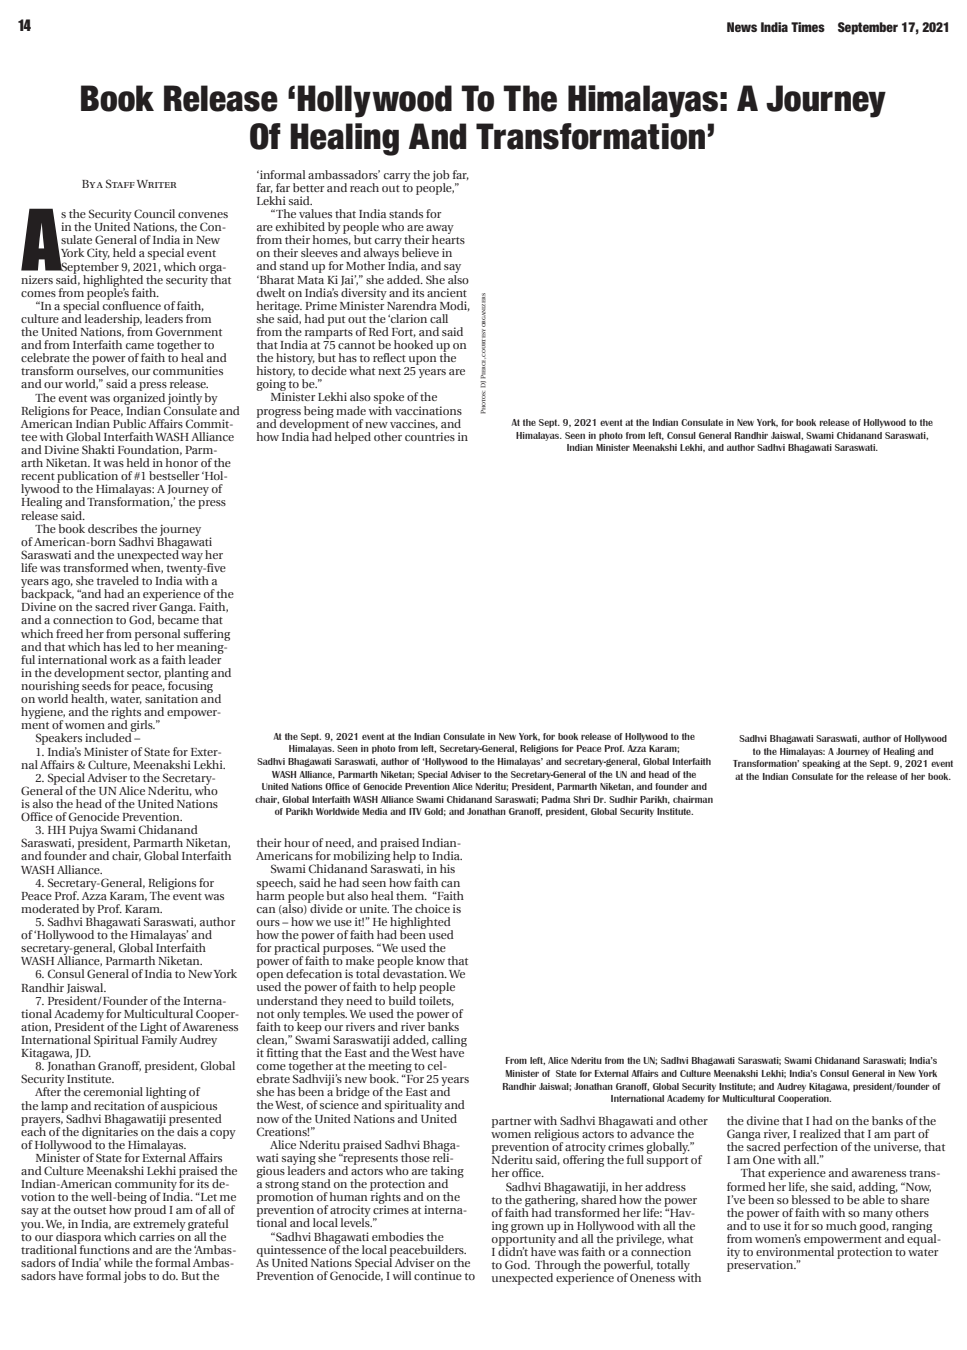 14
News India Times September 17, 2021
Book Release ‘Hollywood To The Himalayas: A Journey
Of Healing And Transformation’
By a Staff Writer
As the Security Council convenes
in the United Nations, the Con-
sulate General of India in New
York City, held a special event
September 9, 2021, which orga-
nizers said, highlighted the security that
comes from people’s faith.
“In a special confluence of faith,
culture and leadership, leaders from
the United Nations, from Government
and from Interfaith came together to
celebrate the power of faith to heal and
transform ourselves, our communities
and our world,” said a press release.
The event was organized jointly by
Religions for Peace, Indian Consulate and
American Indian Public Affairs Commit-
tee with Global Interfaith WASH Alliance
and Divine Shakti Foundation, Parm-
arth Niketan. It was held in honor of the
recent publication of #1 bestseller ‘Hol-
lywood to the Himalayas: A Journey of
Healing and Transformation,’ the press
release said.
The book describes the journey
of American-born Sadhvi Bhagawati
Saraswati and the unexpected way her
life was transformed when, twenty-five
years ago, she traveled to India with a
backpack, “and had an experience of the
Divine on the sacred river Ganga. Faith,
and a connection to God, became that
which freed her from personal suffering
and that which has led to her meaning-
ful international work as a faith leader
in the development sector, planting and
nourishing seeds for peace, focusing
on world health, water, sanitation and
hygiene, and the rights and empower-
ment of women and girls.”
Speakers included –
1. India’s Minister of State for Exter-
nal Affairs & Culture, Meenakshi Lekhi.
2. Special Adviser to the Secretary-
General of the UN Alice Nderitu, who
is also the head of the United Nations
Office of Genocide Prevention.
3. HH Pujya Swami Chidanand
Saraswati, president, Parmarth Niketan,
and founder and chair, Global Interfaith
WASH Alliance.
4. Secretary-General, Religions for
Peace Prof. Azza Karam, The event was
moderated by Prof. Karam.
5. Sadhvi Bhagawati Saraswati, author
of ‘Hollywood to the Himalayas’ and
secretary-general, Global Interfaith
WASH Alliance, Parmarth Niketan.
6. Consul General of India to New York
Randhir Jaiswal.
7. President/Founder of the Interna-
tional Academy for Multicultural Cooper-
ation, President of the Light of Awareness
International Spiritual Family Audrey
Kitagawa, JD.
8. Jonathan Granoff, president, Global
Security Institute.
After the ceremonial lighting of
the lamp and recitation of auspicious
prayers, Sadhvi Bhagawatiji presented
each of the dignitaries on the dais a copy
of Hollywood to the Himalayas.
Minister of State for External Affairs
and Culture Meenakshi Lekhi praised the
Indian-American community for its de-
votion to the well-being of India. “Let me
say at the outset how proud I am of all of
you. We, in India, are extremely grateful
to our diaspora which carries on all the
traditional functions and are the ‘Ambas-
sadors of India’ while the formal Ambas-
sadors have formal jobs to do. But the
‘informal ambassadors’ carry the job far,
far, far better and reach out to people,”
Lekhi said.
“The values that India stands for
are exhibited by people who are away
from their homes, but carry their hearts
on their sleeves and always believe in
and stand up for Mother India, and say
‘Bharat Mata Ki Jai’,” she added. She also
dwelt on India’s diversity and its ancient
heritage. Prime Minister Narendra Modi,
she said, had put out the ‘clarion call
from the ramparts of Red Fort, and said
that India at 75 cannot be hooked up on
the history, but has to reflect upon the
history, to decide what next 25 years are
going to be.”
Minister Lekhi also spoke of the
progress being made with vaccinations
and development of new vaccines, and
how India had helped other countries in
Photos: DJ Pierce, courtesy organizers
At the Sept. 9, 2021 event at the Indian Consulate in New York, for book release of Hollywood to the
Himalayas. Seen in photo from left, Consul General Randhir Jaiswal, Swami Chidanand Saraswati,
Indian Minister Meenakshi Lekhi, and author Sadhvi Bhagawati Saraswati.
At the Sept. 9, 2021 event at the Indian Consulate in New York, for book release of Hollywood to the
Himalayas. Seen in photo from left, Secretary-General, Religions for Peace Prof. Azza Karam;
Sadhvi Bhagawati Saraswati, author of ‘Hollywood to the Himalayas’ and secretary-general, Global Interfaith
WASH Alliance, Parmarth Niketan; Special Adviser to the Secretary-General of the UN and head of the
United Nations Office of Genocide Prevention Alice Nderitu; President, Parmarth Niketan, and founder and
chair, Global Interfaith WASH Alliance Swami Chidanand Saraswati; Padma Shri Dr. Sudhir Parikh, chairman
of Parikh Worldwide Media and ITV Gold; and Jonathan Granoff, president, Global Security Institute.
Sadhvi Bhagawati Saraswati, author of Hollywood
to the Himalayas: A Journey of Healing and
Transformation’ speaking at the Sept. 9, 2021 event
at the Indian Consulate for the release of her book.
their hour of need, and praised Indian-
Americans for mobilizing help to India.
Swami Chidanand Saraswati, in his
speech, said he had seen how faith can
harm people but also heal them. “Faith
can (also) divide or unite. The choice is
ours – how we use it!” He highlighted
how the power of faith had been used
for practical purposes. “We used the
power of faith to make people know that
open defecation is total devastation. We
used the power of faith to help people
understand they need to build toilets,
not only temples. We used the power of
faith to keep our rivers and river banks
clean,” Swami Saraswatiji added, calling
it fitting that the East and the West have
come together at the meeting to cel-
ebrate Sadhviji’s new book. “For 25 years
she has been a bridge of the East and
the West, of science and spirituality and
now of the United Nations and United
Creations!”
Alice Nderitu praised Sadhvi Bhaga-
wati saying she “represents those reli-
gious leaders and actors who are taking
a strong stand on the protection and
promotion of human rights and on the
prevention of atrocity crimes at interna-
tional and local levels.”
“Sadhvi Bhagawati embodies the
quintessence of the local peacebuilders.
As United Nations Special Adviser on the
Prevention of Genocide, I will continue to
From left, Alice Nderitu from the UN; Sadhvi Bhagawati Saraswati; Swami Chidanand Saraswati; India’s
Minister of State for External Affairs and Culture Meenakshi Lekhi; India’s Consul General in New York
Randhir Jaiswal; Jonathan Granoff, Global Security Institute; and Audrey Kitagawa, president/founder of
International Academy for Multicultural Cooperation.
partner with Sadhvi Bhagawati and other
women religious actors to advance the
prevention of atrocity crimes globally.”
Nderitu said, offering the full support of
her office.
Sadhvi Bhagawatiji, in her address
to the gathering, shared how the power
of faith had transformed her life: “Hav-
ing grown up in Hollywood with all the
opportunity and all the privilege, what
I didn’t have was faith or a connection
to God. Through the powerful, totally
unexpected experience of Oneness with
the divine that I had on the banks of the
Ganga river, I realized that I am part of
the sacred perfection of the universe, that
I am One with all.”
That experience and awareness trans-
formed her life, she said, adding, “Now,
I’ve been so blessed to be able to share
the power of faith with so many others
and to use it for so much good, ranging
from women’s empowerment and equal-
ity to environmental protection to water
preservation.”